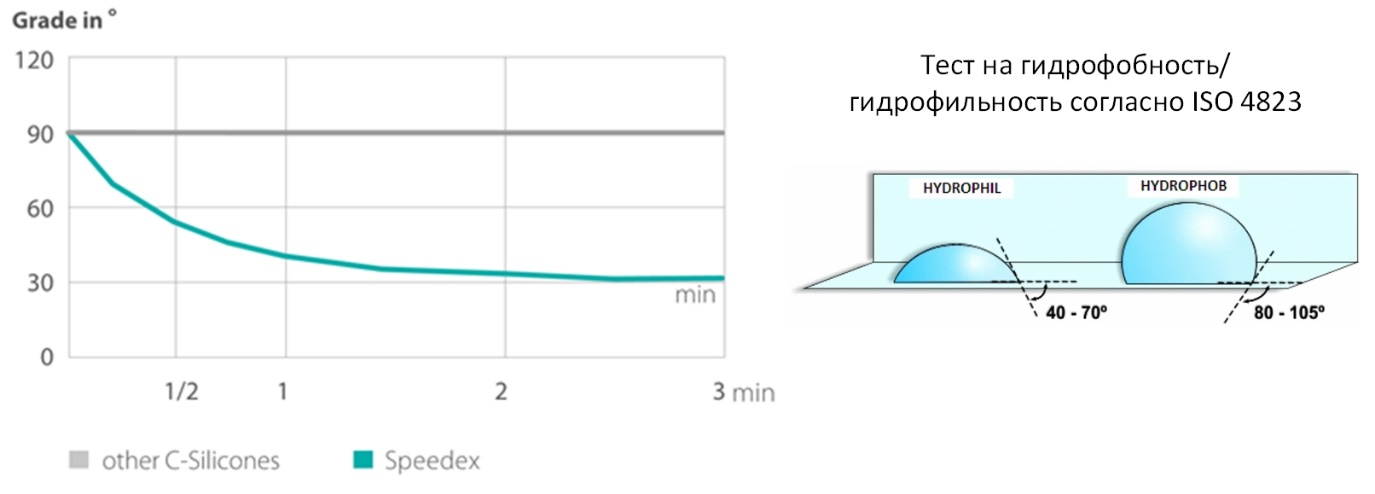 Grade in °
120
90
60
30
0
min
1/2 1 2 3 min
other C-Silicones Speedex
Тест на гидрофобность/
гидрофильность согласно ISO 4823
HYDROPHIL
HYDROPHOB
40 - 70º
80 - 105º